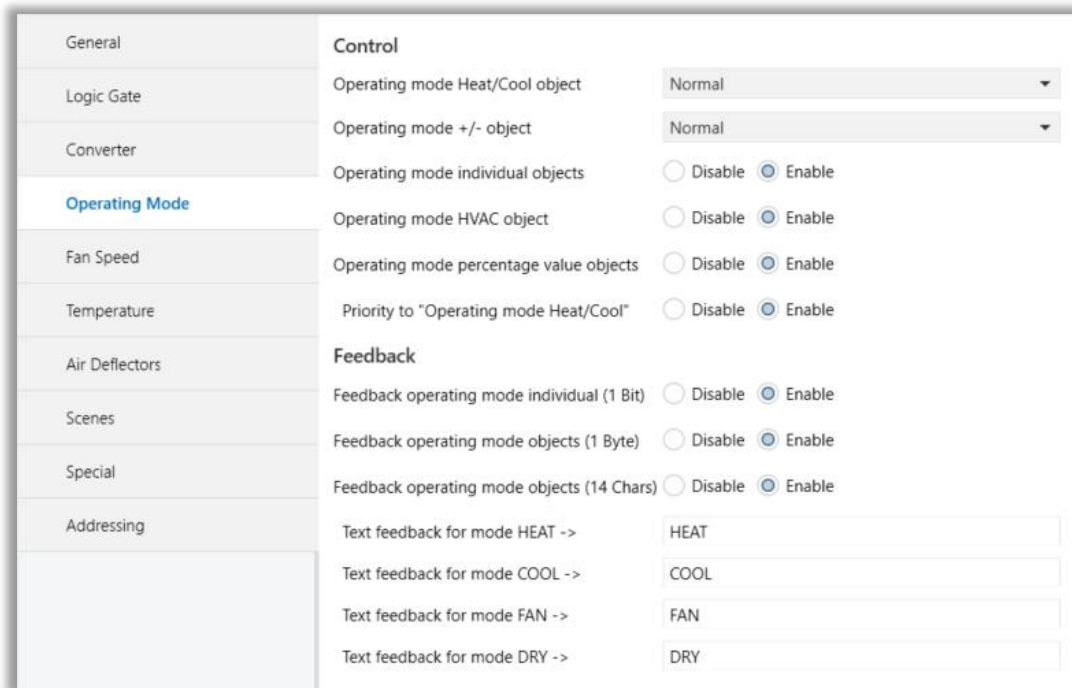 General
Logic Gate
Converter
Operating Mode
Fan Speed
Temperature
Air Deflectors
Scenes
Special
Addressing
Control
Operating mode Heat/Cool object Normal
Operating mode +/- object Normal
Operating mode individual objects Disable Enable
Operating mode HVAC object Disable Enable
Operating mode percentage value objects Disable Enable
Priority to "Operating mode Heat/Cool" Disable Enable
Feedback
Feedback operating mode individual (1 Bit) Disable Enable
Feedback operating mode objects (1 Byte) Disable Enable
Feedback operating mode objects (14 Chars) Disable Enable
Text feedback for mode HEAT -> HEAT
Text feedback for mode COOL -> COOL
Text feedback for mode FAN -> FAN
Text feedback for mode DRY -> DRY